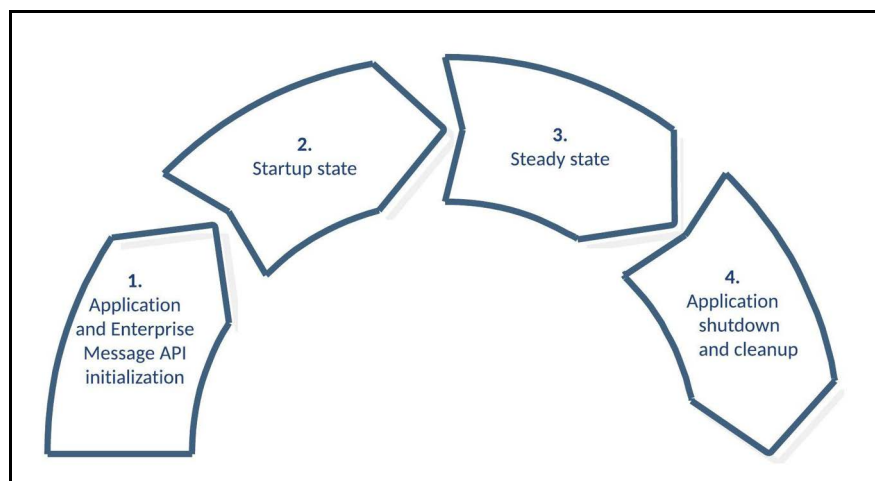 1.
Application
and Enterprise
Message API
initialization
2.
Startup state
3.
Steady state
4.
Application
shutdown
and cleanup